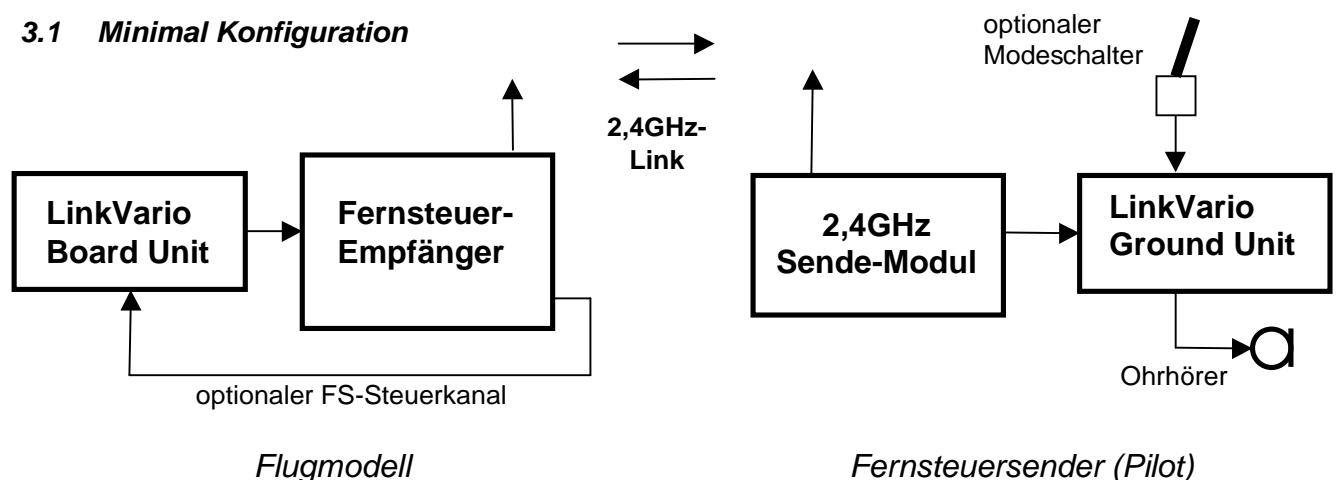 3.1 Minimal Konfiguration
optionaler
Modeschalter
2,4GHz-
Link
LinkVario
Board Unit
Fernsteuer-
Empfänger
2,4GHz
Sende-Modul
LinkVario
Ground Unit
optionaler FS-Steuerkanal
Ohrhörer
Flugmodell
Fernsteuersender (Pilot)